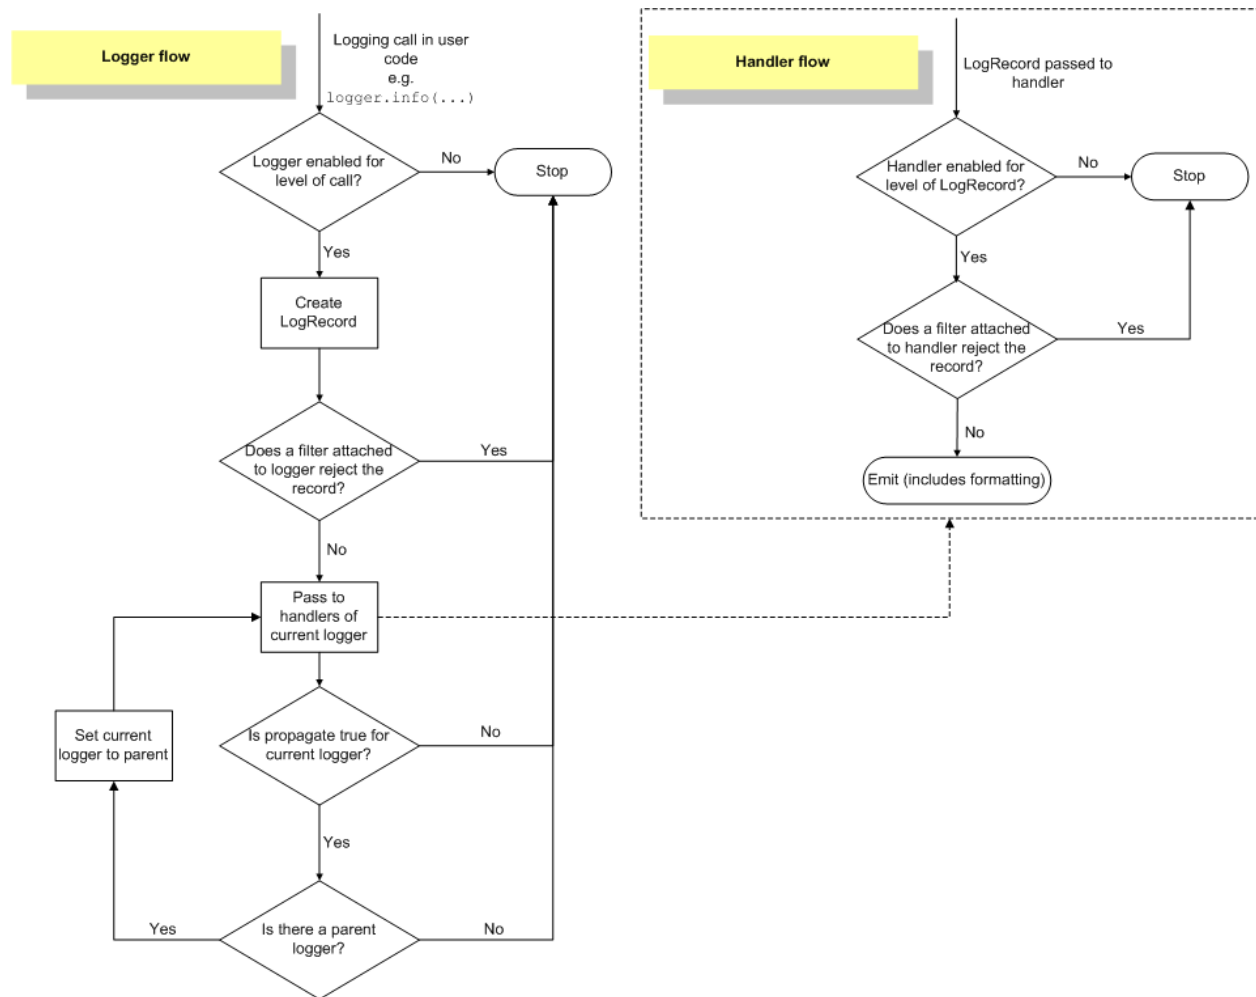 Logger flow
Logging call in user
code
e.g.
logger.info(...)
Logger enabled for
level of call?
No
Stop
Yes
Create
LogRecord
Does a filter attached
to logger reject the
record?
Yes
No
Pass to
handlers of
current logger
Set current
logger to parent
Is propagate true for
current logger?
No
Yes
Is there a parent
logger?
Yes
No
Handler flow
LogRecord passed to
handler
Handler enabled for
level of LogRecord?
No
Stop
Yes
Does a filter attached
to handler reject the
record?
Yes
No
Emit (includes formatting)